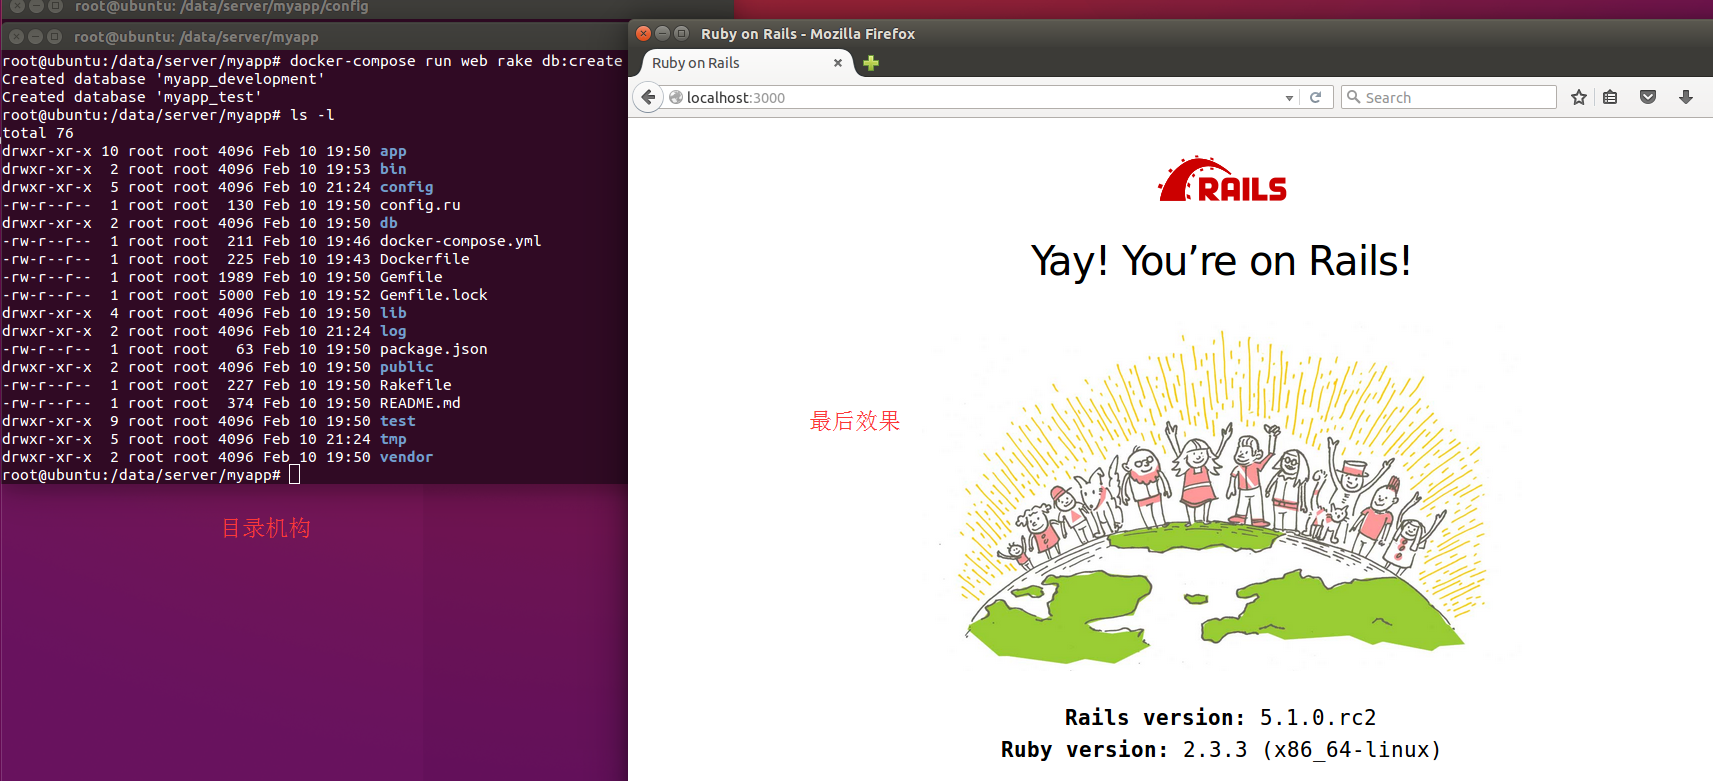 root@ubuntu: /data/server/myapp/config
root@ubuntu: /data/server/myapp
root@ubuntu:/data/server/myapp# docker-compose run web rake db:create
Created database 'myapp_development'
Created database 'myapp_test'
root@ubuntu:/data/server/myapp# ls -l
total 76
drwxr-xr-x 10 root root 4096 Feb 10 19:50 app
drwxr-xr-x  2 root root 4096 Feb 10 19:53 bin
drwxr-xr-x  5 root root 4096 Feb 10 21:24 config
-rw-r--r--  1 root root  130 Feb 10 19:50 config.ru
drwxr-xr-x  2 root root 4096 Feb 10 19:50 db
-rw-r--r--  1 root root  211 Feb 10 19:46 docker-compose.yml
-rw-r--r--  1 root root  225 Feb 10 19:43 Dockerfile
-rw-r--r--  1 root root 1989 Feb 10 19:50 Gemfile
-rw-r--r--  1 root root 5000 Feb 10 19:52 Gemfile.lock
drwxr-xr-x  4 root root 4096 Feb 10 19:50 lib
drwxr-xr-x  2 root root 4096 Feb 10 21:24 log
-rw-r--r--  1 root root   63 Feb 10 19:50 package.json
drwxr-xr-x  2 root root 4096 Feb 10 19:50 public
-rw-r--r--  1 root root  227 Feb 10 19:50 Rakefile
-rw-r--r--  1 root root  374 Feb 10 19:50 README.md
drwxr-xr-x  9 root root 4096 Feb 10 19:50 test
drwxr-xr-x  5 root root 4096 Feb 10 21:24 tmp
drwxr-xr-x  2 root root 4096 Feb 10 19:50 vendor
root@ubuntu:/data/server/myapp#
目录机构
Ruby on Rails - Mozilla Firefox
Ruby on Rails
localhost:3000
Search
RAILS
Yay! You’re on Rails!
最后效果
Rails version: 5.1.0.rc2
Ruby version: 2.3.3 (x86_64-linux)